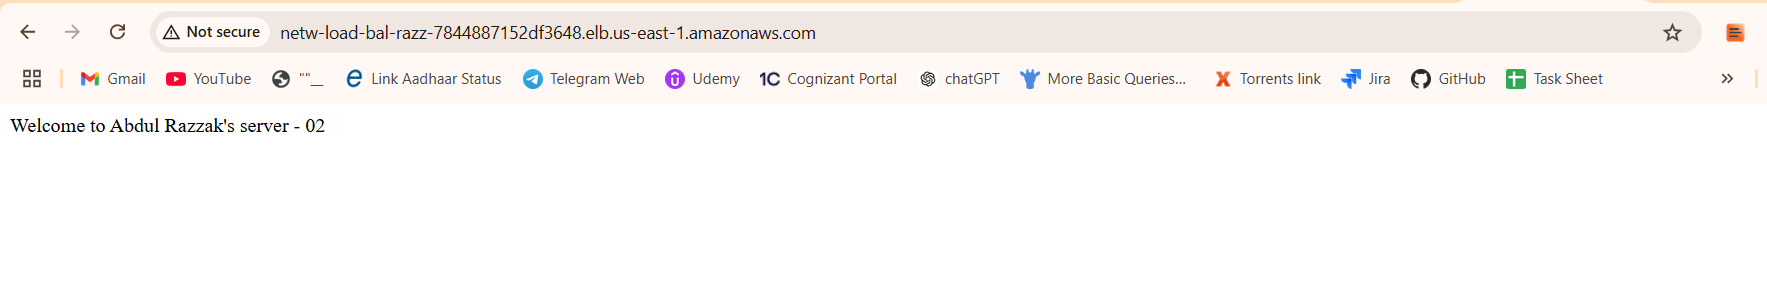 Not secure netw-load-bal-razz-7844887152df3648.elb.us-east-1.amazonaws.com
Gmail YouTube ""__ Link Aadhaar Status Telegram Web Udemy 1C Cognizant Portal chatGPT More Basic Queries... X Torrents link Jira GitHub Task Sheet »
Welcome to Abdul Razzak's server - 02